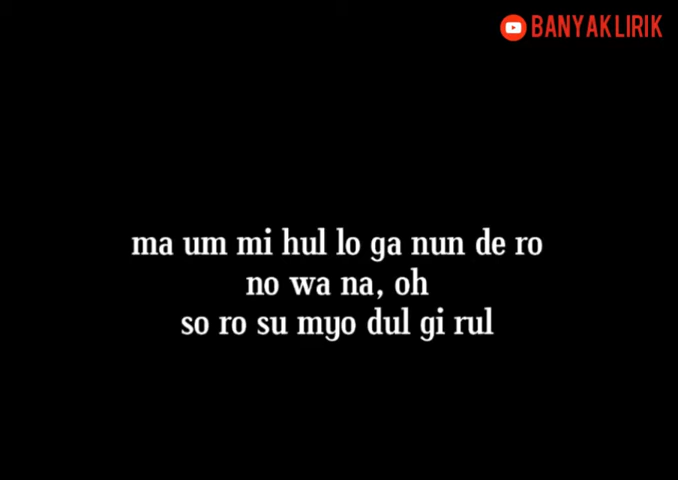 BANYAKLIRIK
ma um mi hul lo ga nun de ro
no wa na, oh
so ro su myo dul gi rul